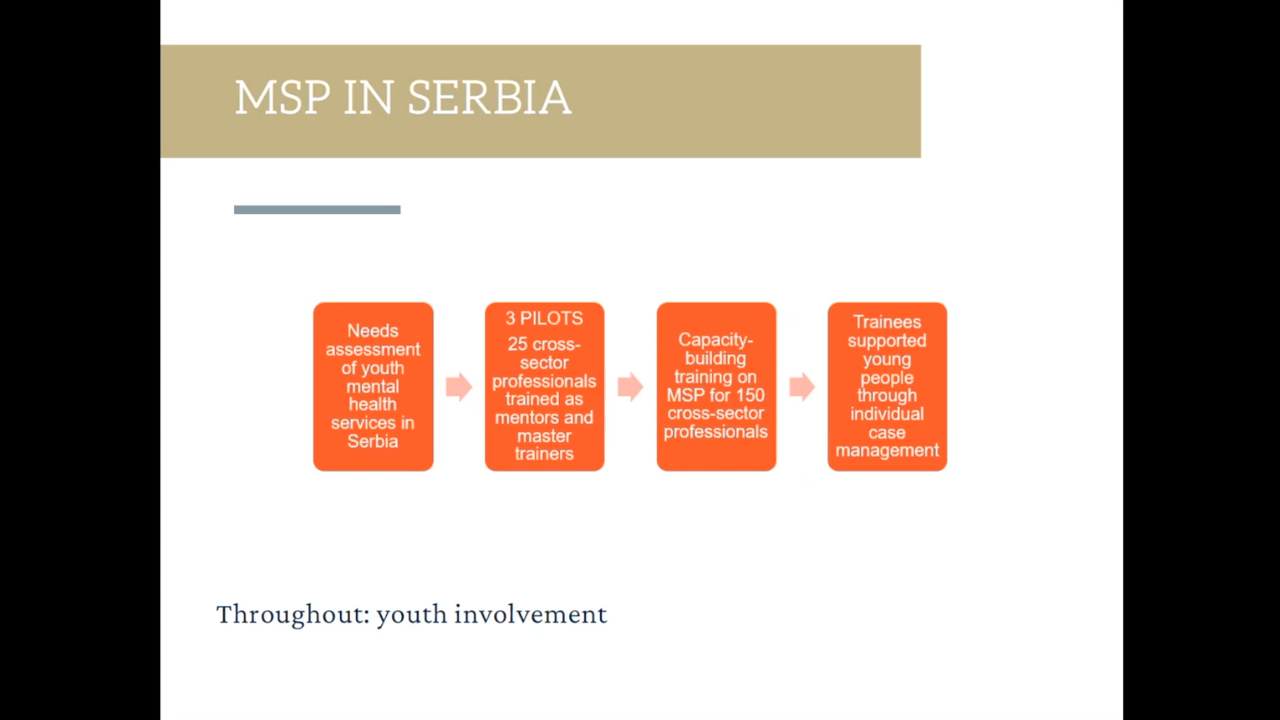 MSP IN SERBIA
Needs
assessment
of youth
mental
health
services in
Serbia
3 PILOTS
25 cross-
sector
professionals
trained as
mentors and
master
trainers
Capacity-
building
training on
MSP for 150
cross-sector
professionals
Trainees
supported
young
people
through
individual
case
management
Throughout: youth involvement